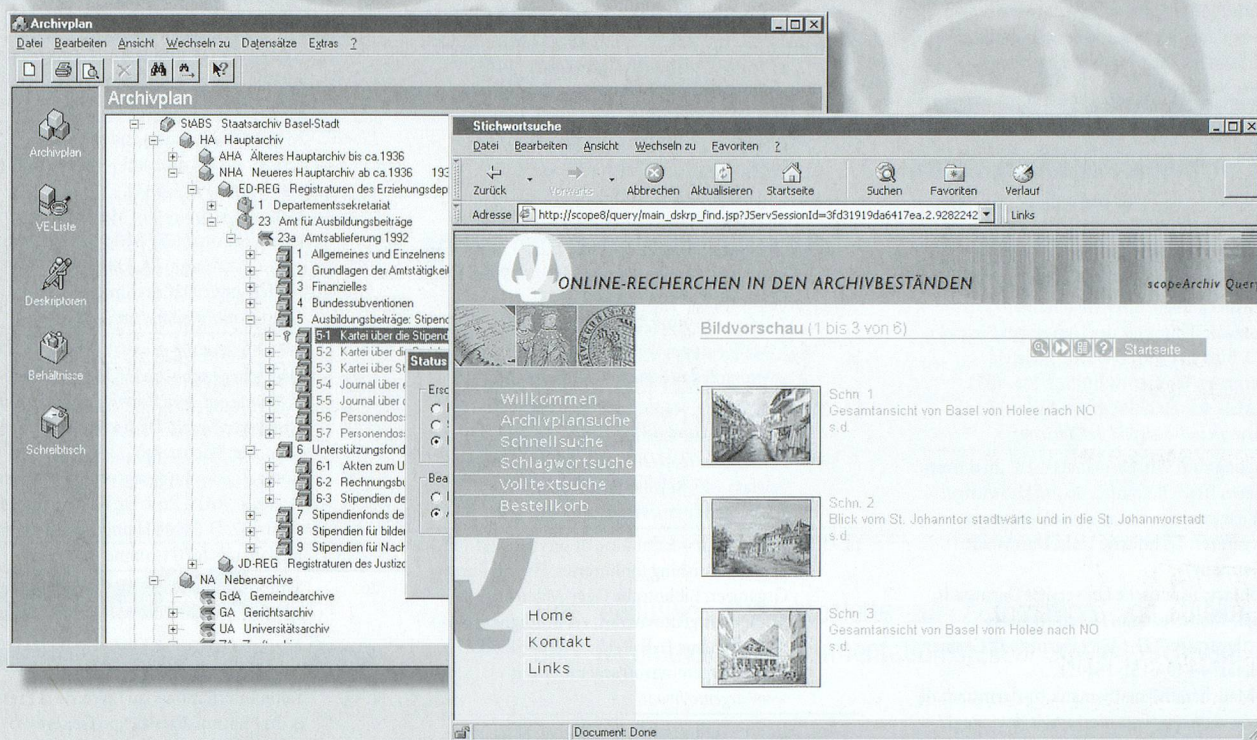 Archivplan
Datei Bearbeiten Ansicht Wechseln zu Datensätze Extras ?
Archivplan
VE-Liste
Deskriptoren
Behältnisse
Schreibtisch
Archivplan
StABS Staatsarchiv Basel-Stadt
HA Hauptarchiv
AHA Älteres Hauptarchiv bis ca.1936
NHA Neueres Hauptarchiv ab ca.1936
ED-REG Registraturen des Erziehungsdep
1 Departementssekretariat
23 Amt für Ausbildungsbeiträge
23a Amtsablieferung 1992
1 Allgemeines und Einzelnens
2 Grundlagen der Amtstätigkei
3 Finanzielles
4 Bundessubventionen
5 Ausbildungsbeiträge: Stipend
5-1 Kartei über die Stipend
5-2 Kartei über di
5-3 Kartei über St
5-4 Journal über e
5-5 Journal über
5-6 Personendos
5-7 Personendos
6 Unterstützungsfond
6-1 Akten zum U
6-2 Rechnungsb
6-3 Stipendien de
7 Stipendienfonds de
8 Stipendien für bilde
9 Stipendien für Nach
JD-REG Registraturen des Justiz
NA Nebenarchive
GdA Gemeindearchive
GA Gerichtsarchiv
UA Universitätsarchiv
Status
Ersc
Bea
Stichwortsuche
Datei Bearbeiten Ansicht Wechseln zu Favoriten ?
Zurück Vorwärts Abbrechen Aktualisieren Startseite Suchen Favoriten Verlauf
Adresse http://scope8/query/main_dskrp_find.jsp?JServSessionId=3fd31919da6417ea.2.9282242 Links
ONLINE-RECHERCHEN IN DEN ARCHIVBESTÄNDEN
scopeArchiv Quer
Willkommen
Archivplansuche
Schnellsuche
Schlagwortsuche
Volltextsuche
Bestellkorb
Home
Kontakt
Links
Bildvorschau (1 bis 3 von 6)
? Startseite
Schn. 1
Gesamtansicht von Basel von Holee nach NO
s.d.
Schn. 2
Blick vom St. Johanntor stadtwärts und in die St. Johannvorstadt
s.d.
Schn. 3
Gesamtansicht von Basel vom Holee nach NO
s.d.
Document: Done